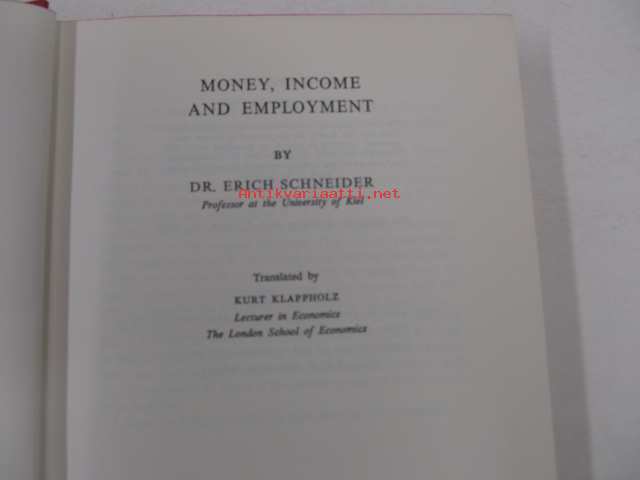 MONEY, INCOME
AND EMPLOYMENT
BY
DR. ERICH SCHNEIDER
Antikvariaatti.net
Professor at the University of Kiel
Translated by
KURT KLAPPHOLZ
Lecturer in Economics
The London School of Economics